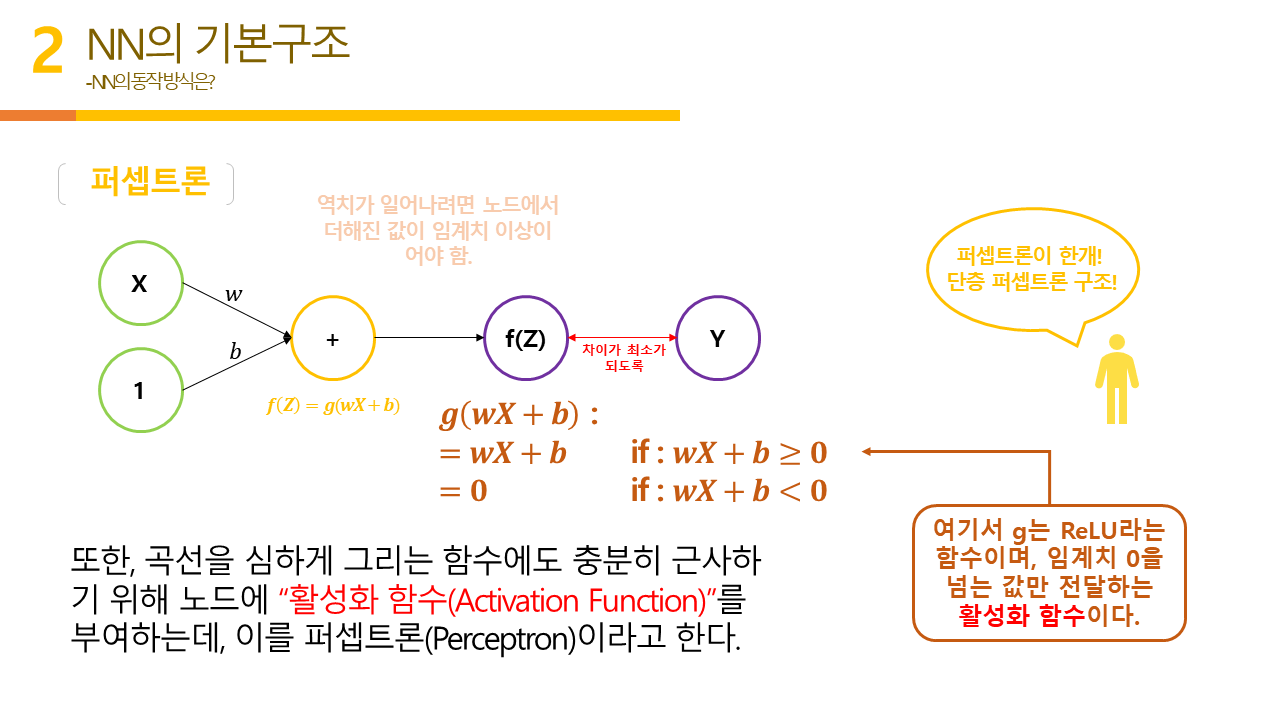 2
NN의 기본구조
-NN의 동작방식은?
퍼셉트론
역치가 일어나려면 노드에서
더해진 값이 임계치 이상이
어야 함.
퍼셉트론이 한개!
단층 퍼셉트론 구조!
X
w
1
b
+
f(Z)
차이가 최소가
되도록
Y
f(Z) = g(wX + b)
g(wX + b) :
= wX + b if : wX + b ≥ 0
= 0 if : wX + b < 0
여기서 g는 ReLU라는
함수이며, 임계치 0을
넘는 값만 전달하는
활성화 함수이다.
또한, 곡선을 심하게 그리는 함수에도 충분히 근사하
기 위해 노드에 “활성화 함수(Activation Function)”를
부여하는데, 이를 퍼셉트론(Perceptron)이라고 한다.